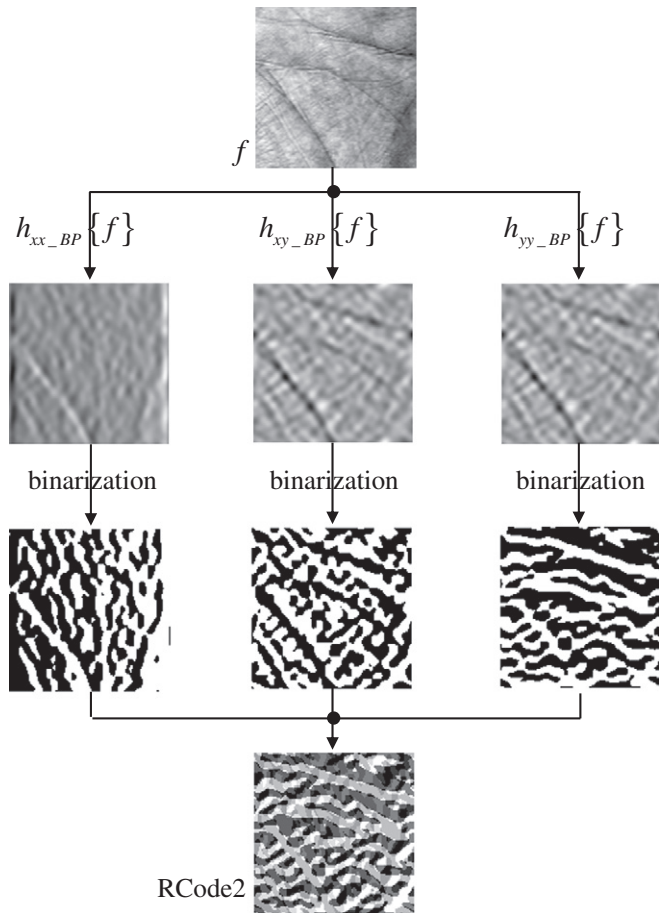 f
h_{xx_BP}{f} h_{xy_BP}{f} h_{yy_BP}{f}
binarization binarization binarization
RCode2